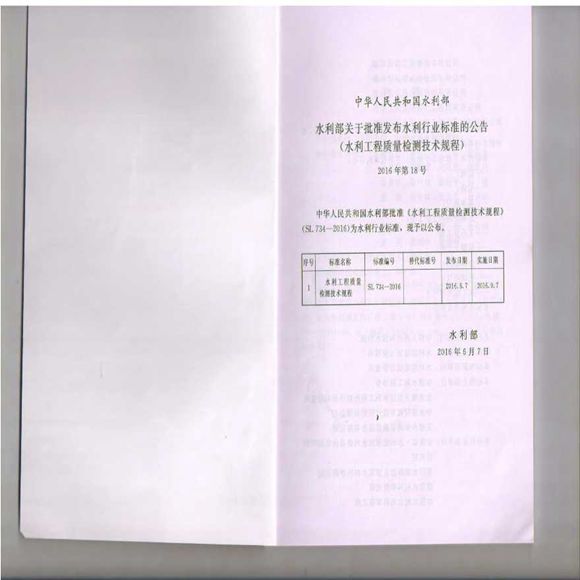 中华人民共和国水利部
水利部关于批准发布水利行业标准的公告
（水利工程质量检测技术规程）
2016年第18号
中华人民共和国水利部批准《水利工程质量检测技术规程》
（SL 734—2016）为水利行业标准，现予以公布。
序号 标准名称 标准编号 替代标准号 发布日期 实施日期
1 水利工程质量检测技术规程 SL 734—2016 2016.6.7 2016.9.7
水利部
2016年6月7日